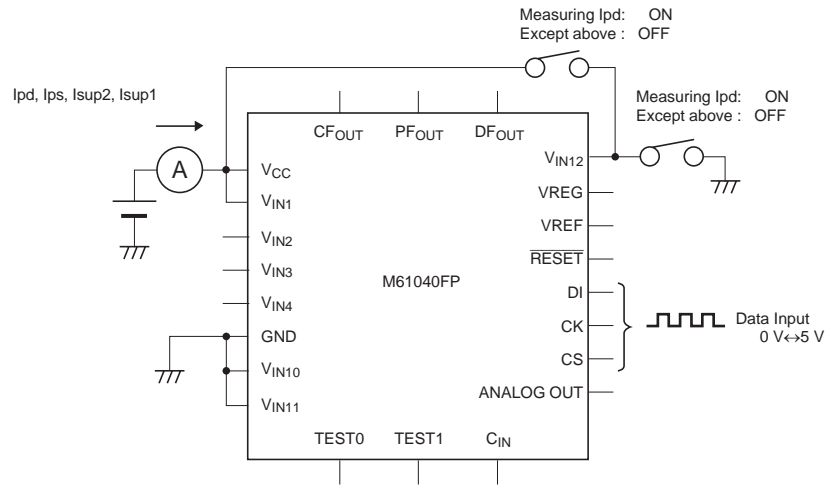 Measuring Ipd: ON
Except above : OFF
Ipd, Ips, Isup2, Isup1
Measuring Ipd: ON
Except above : OFF
A
CFOUT PFOUT DFOUT
VCC
VIN1
VIN2
VIN3
VIN4
GND
VIN10
VIN11
M61040FP
VIN12
VREG
VREF
RESET
DI
CK
CS
ANALOG OUT
Data Input
0 V↔5 V
TEST0 TEST1 CIN